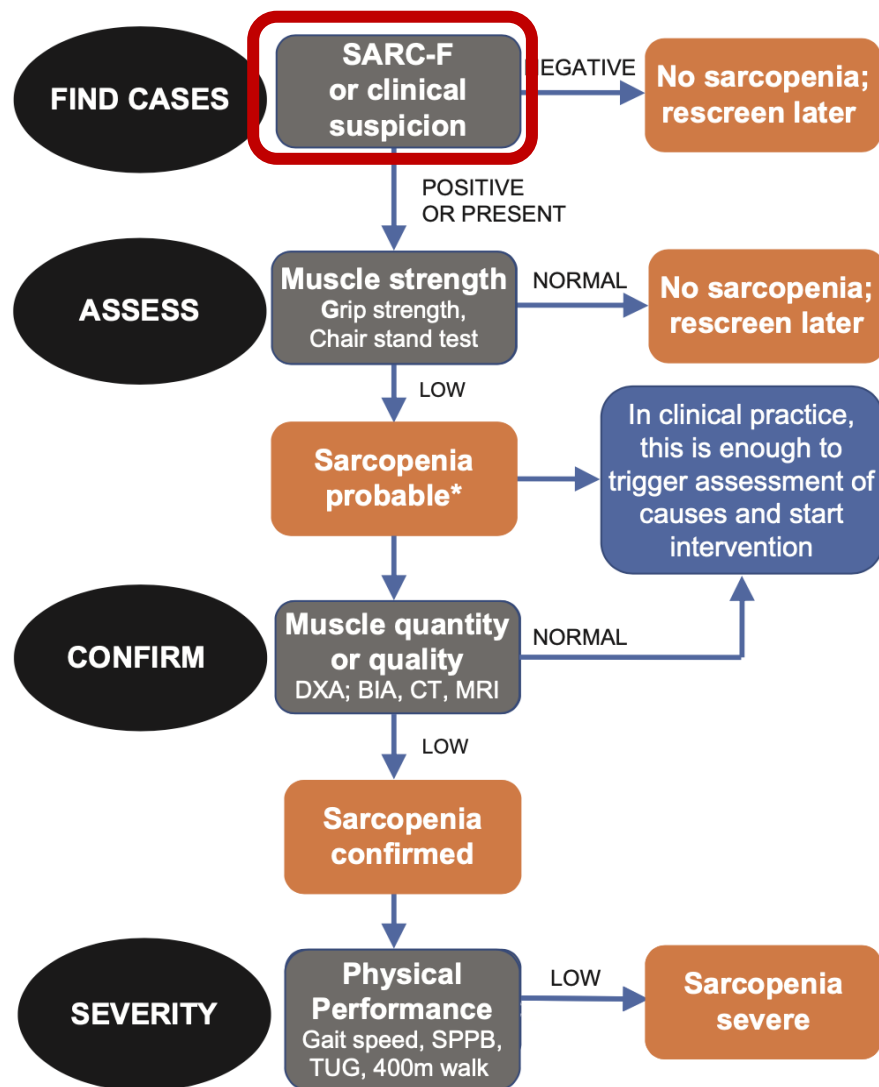 FIND CASES
SARC-F
or clinical
suspicion
NEGATIVE
No sarcopenia;
rescreen later
POSITIVE
OR PRESENT
ASSESS
Muscle strength
Grip strength,
Chair stand test
NORMAL
No sarcopenia;
rescreen later
LOW
Sarcopenia
probable*
In clinical practice,
this is enough to
trigger assessment of
causes and start
intervention
CONFIRM
Muscle quantity
or quality
DXA; BIA, CT, MRI
NORMAL
LOW
Sarcopenia
confirmed
SEVERITY
Physical
Performance
Gait speed, SPPB,
TUG, 400m walk
LOW
Sarcopenia
severe